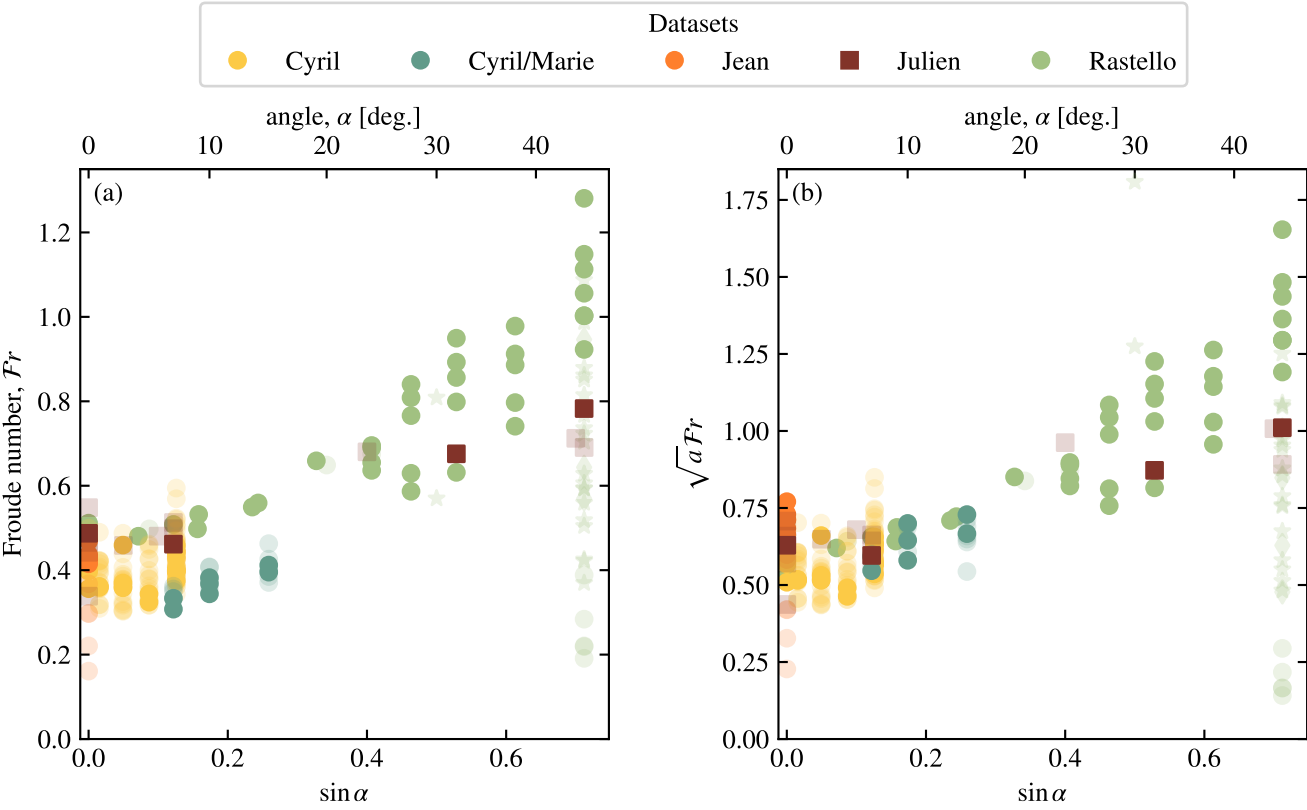 Datasets
Cyril Cyril/Marie Jean Julien Rastello
angle, α [deg.]
0 10 20 30 40
(a)
1.2
1.0
0.8
0.6
0.4
0.2
0.0
Froude number, ℱr
0.0 0.2 0.4 0.6
sin α
angle, α [deg.]
0 10 20 30 40
(b)
1.75
1.50
1.25
1.00
0.75
0.50
0.25
0.00
√a ℱr
0.0 0.2 0.4 0.6
sin α